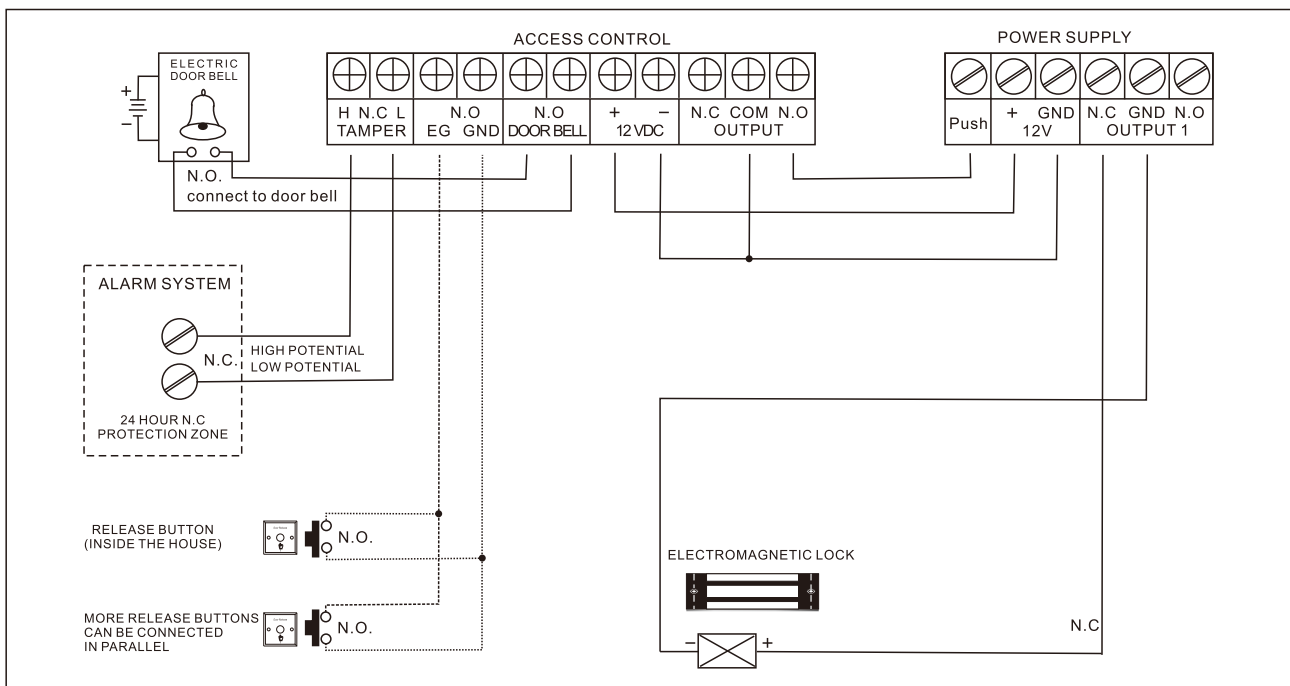 ACCESS CONTROL
POWER SUPPLY
ELECTRIC
DOOR BELL
+
−
H N.C L
TAMPER
N.O
EG GND
N.O
DOOR BELL
+ −
12 VDC
N.C COM N.O
OUTPUT
Push
+ GND
12V
N.C GND N.O
OUTPUT 1
N.O.
connect to door bell
ALARM SYSTEM
N.C.
HIGH POTENTIAL
LOW POTENTIAL
24 HOUR N.C
PROTECTION ZONE
RELEASE BUTTON
(INSIDE THE HOUSE)
N.O.
MORE RELEASE BUTTONS
CAN BE CONNECTED
IN PARALLEL
N.O.
ELECTROMAGNETIC LOCK
N.C
− +